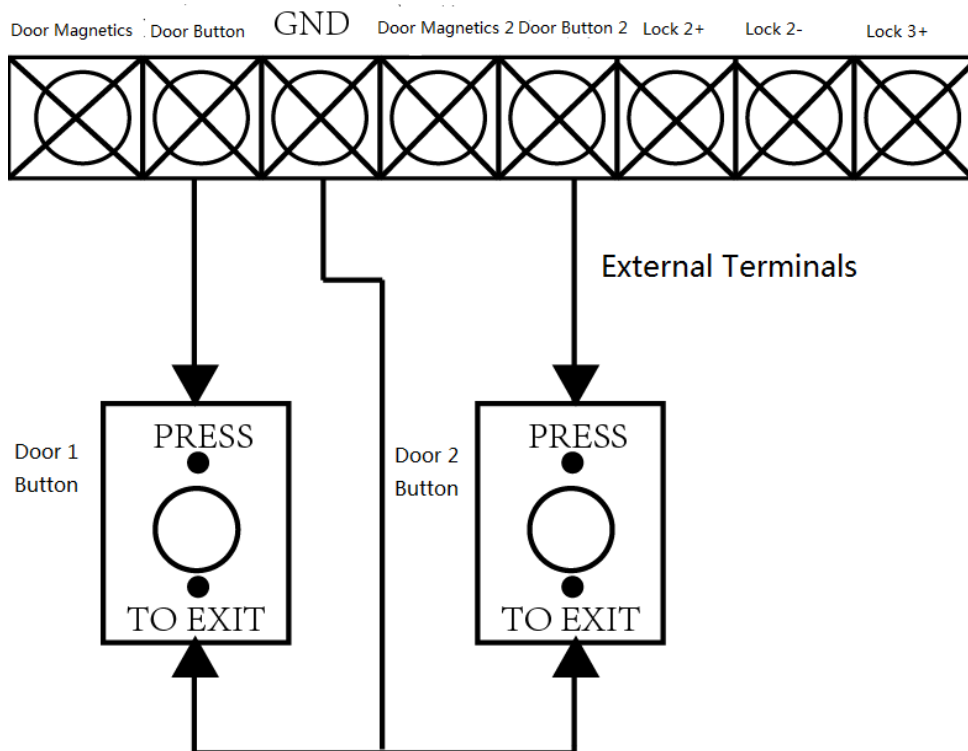 Door Magnetics Door Button GND Door Magnetics 2 Door Button 2 Lock 2+ Lock 2- Lock 3+
External Terminals
Door 1
Button
PRESS
TO EXIT
Door 2
Button
PRESS
TO EXIT